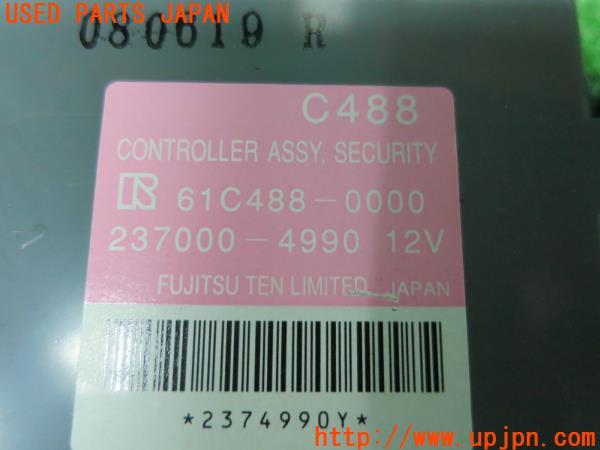 USED PARTS JAPAN
080619 R
C488
CONTROLLER ASSY, SECURITY
R 61C488-0000
237000-4990 12V
FUJITSU TEN LIMITED JAPAN
*2374990Y*
http://www.upjpn.com/